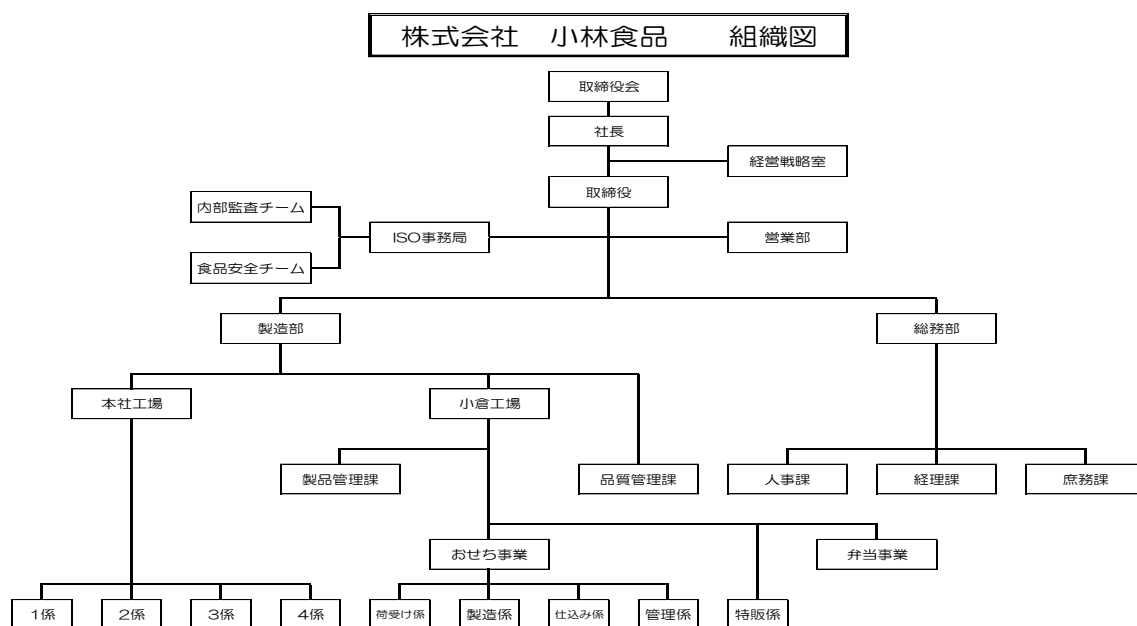 株式会社　小林食品　　組織図
取締役会
社長
経営戦略室
取締役
内部監査チーム
ISO事務局
営業部
食品安全チーム
製造部
総務部
本社工場
小倉工場
製品管理課
品質管理課
人事課
経理課
庶務課
おせち事業
弁当事業
1係
2係
3係
4係
荷受け係
製造係
仕込み係
管理係
特販係